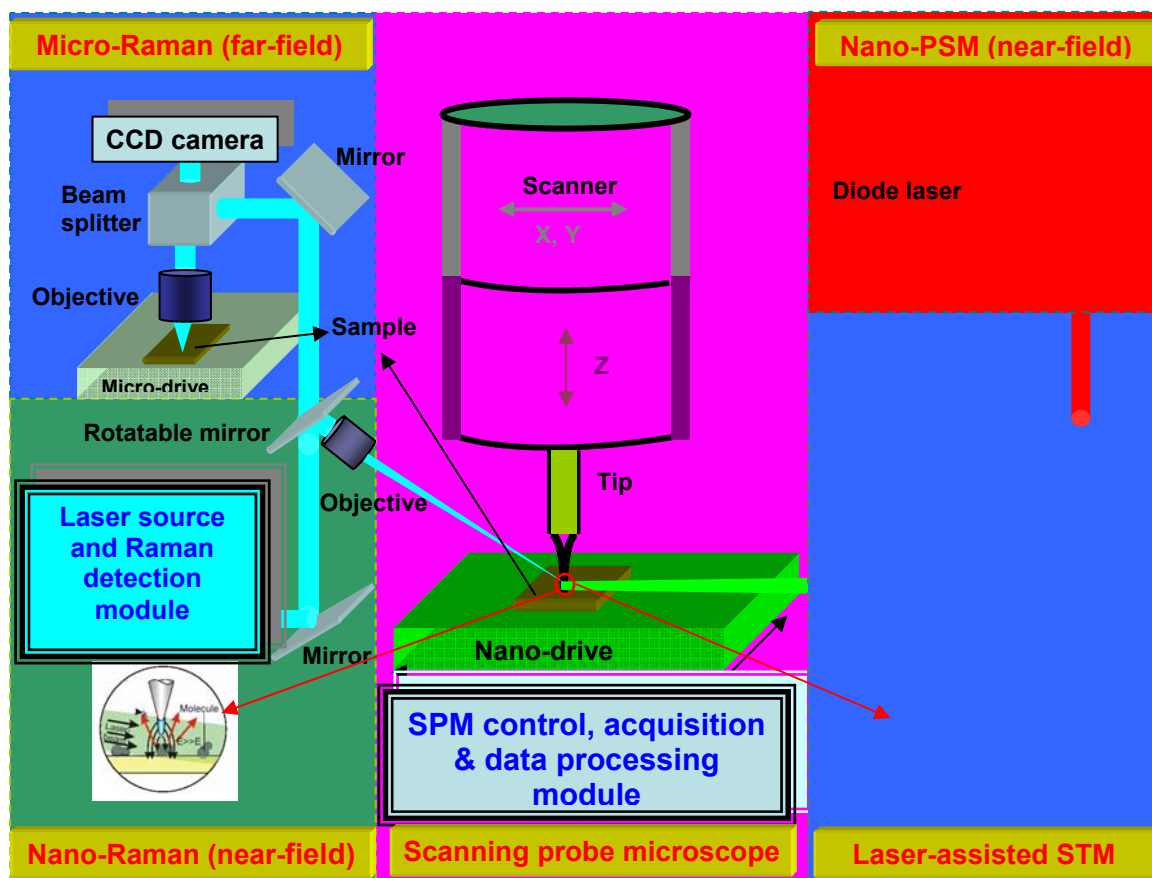 Micro-Raman (far-field)
Nano-PSM (near-field)
CCD camera
Mirror
Beam
splitter
Scanner
X, Y
Diode laser
Objective
Sample
Z
Micro-drive
Rotatable mirror
Objective
Tip
Laser source
and Raman
detection
module
Mirror
Nano-drive
Molecule
Laser
beam
E>>E
SPM control, acquisition
& data processing
module
Nano-Raman (near-field)
Scanning probe microscope
Laser-assisted STM